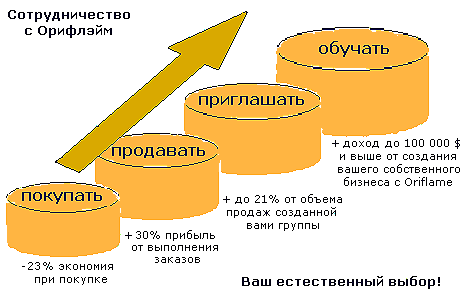 Сотрудничество
с Орифлэйм
обучать
приглашать
продавать
покупать
+ доход до 100 000 $
и выше от создания
вашего собственного
бизнеса с Oriflame
+ до 21% от объема
продаж созданной
вами группы
+ 30% прибыль
от выполнения
заказов
-23% экономия
при покупке
Ваш естественный выбор!